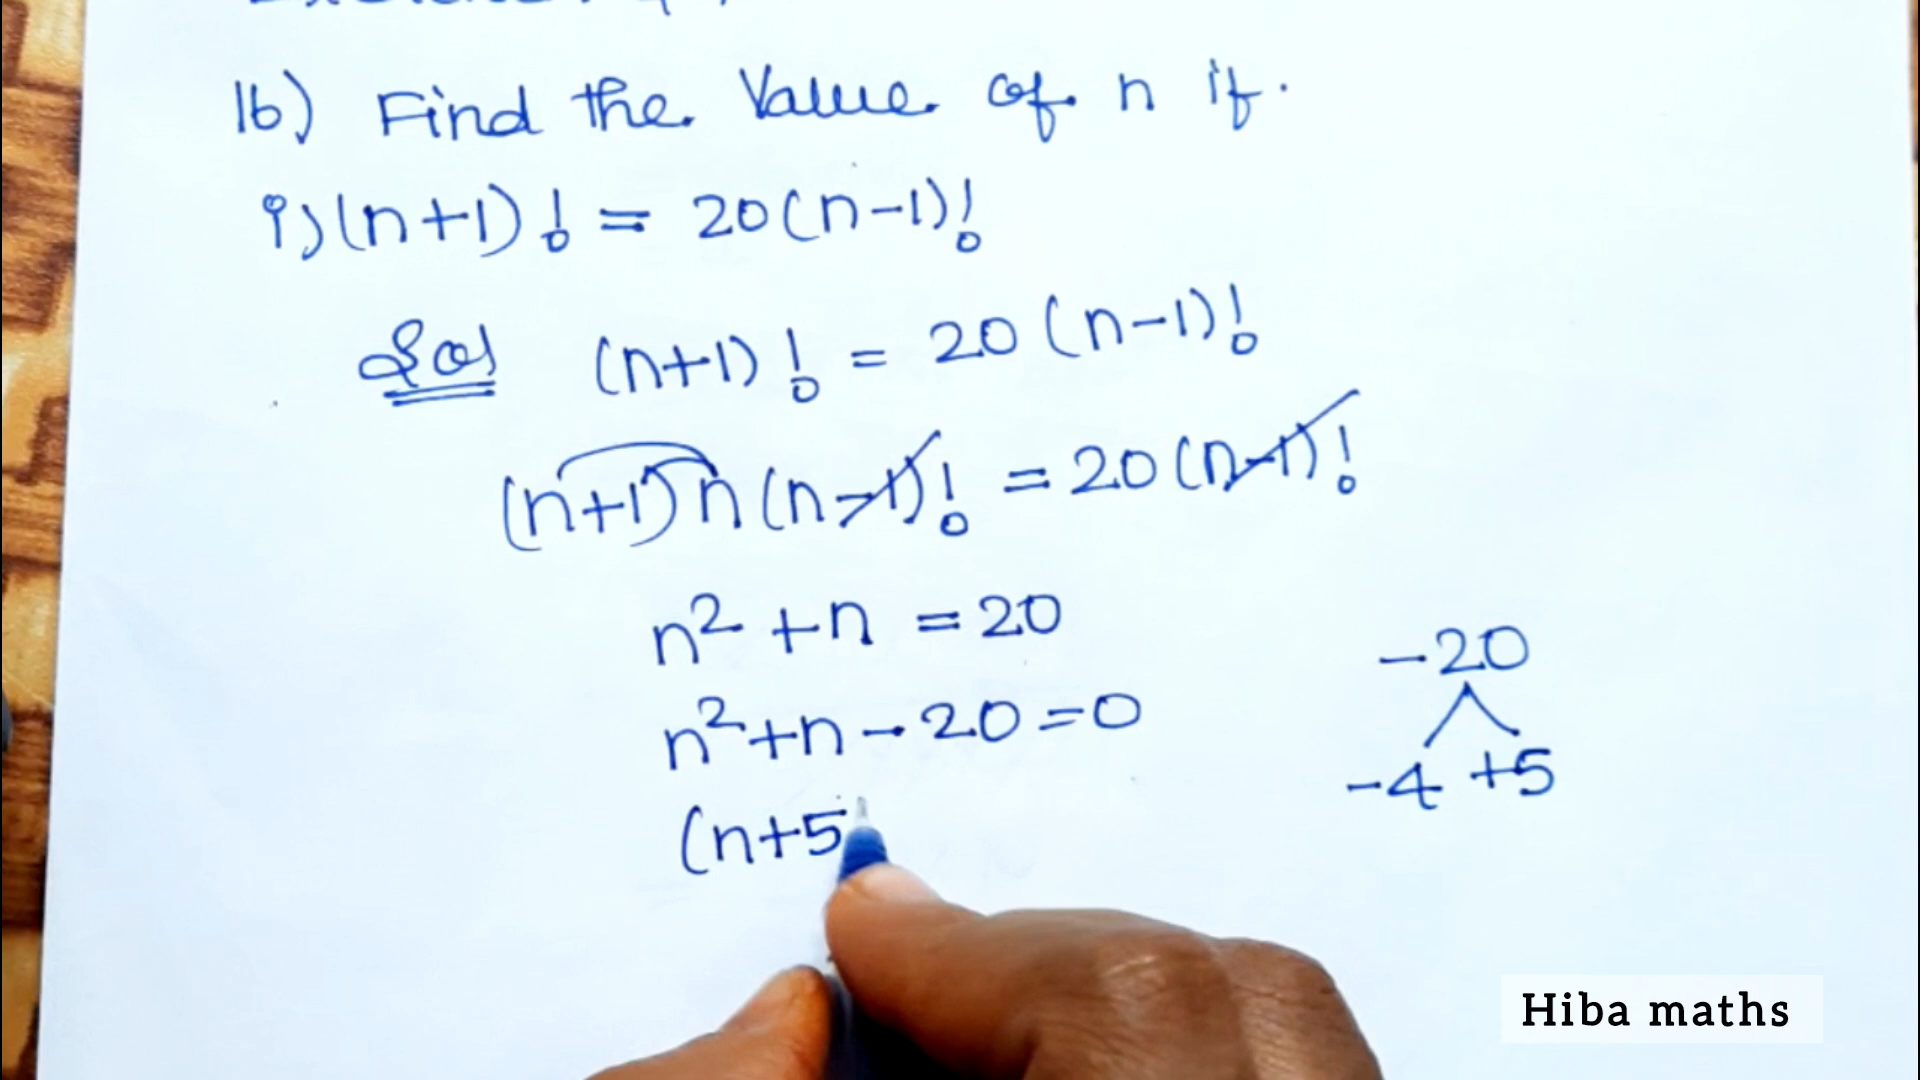 16) Find the Value of n if.
i) (n+1)! = 20(n-1)!
Sol (n+1)! = 20(n-1)!
(n+1)n(n-1)! = 20(n-1)!
n² + n = 20
n² + n - 20 = 0
(n+5
-20
-4 +5
Hiba maths